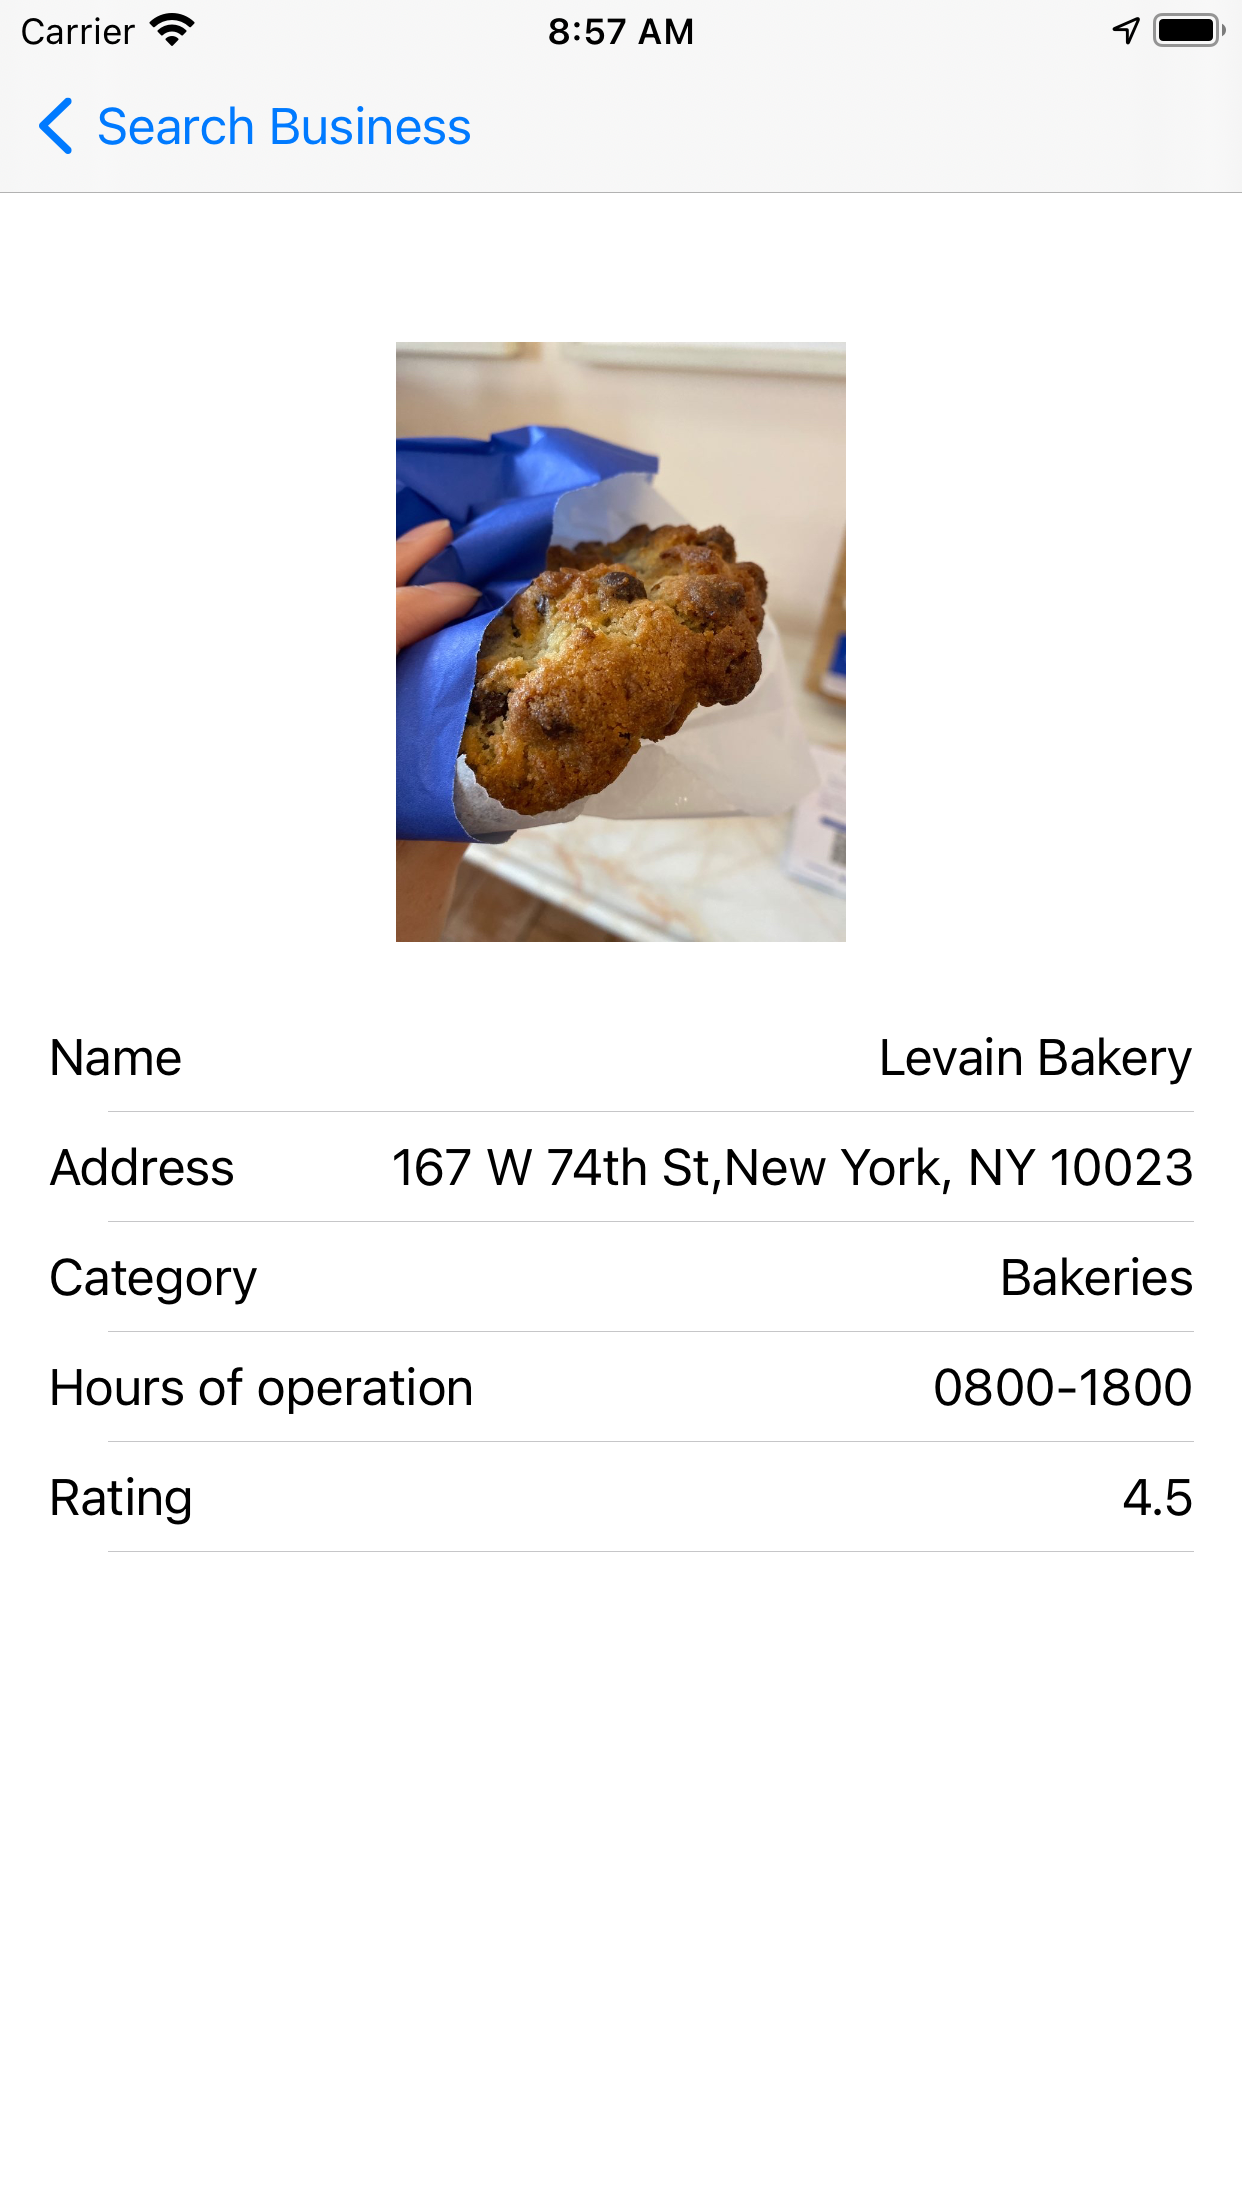 Carrier 8:57 AM
Search Business
Name Levain Bakery
Address 167 W 74th St,New York, NY 10023
Category Bakeries
Hours of operation 0800-1800
Rating 4.5